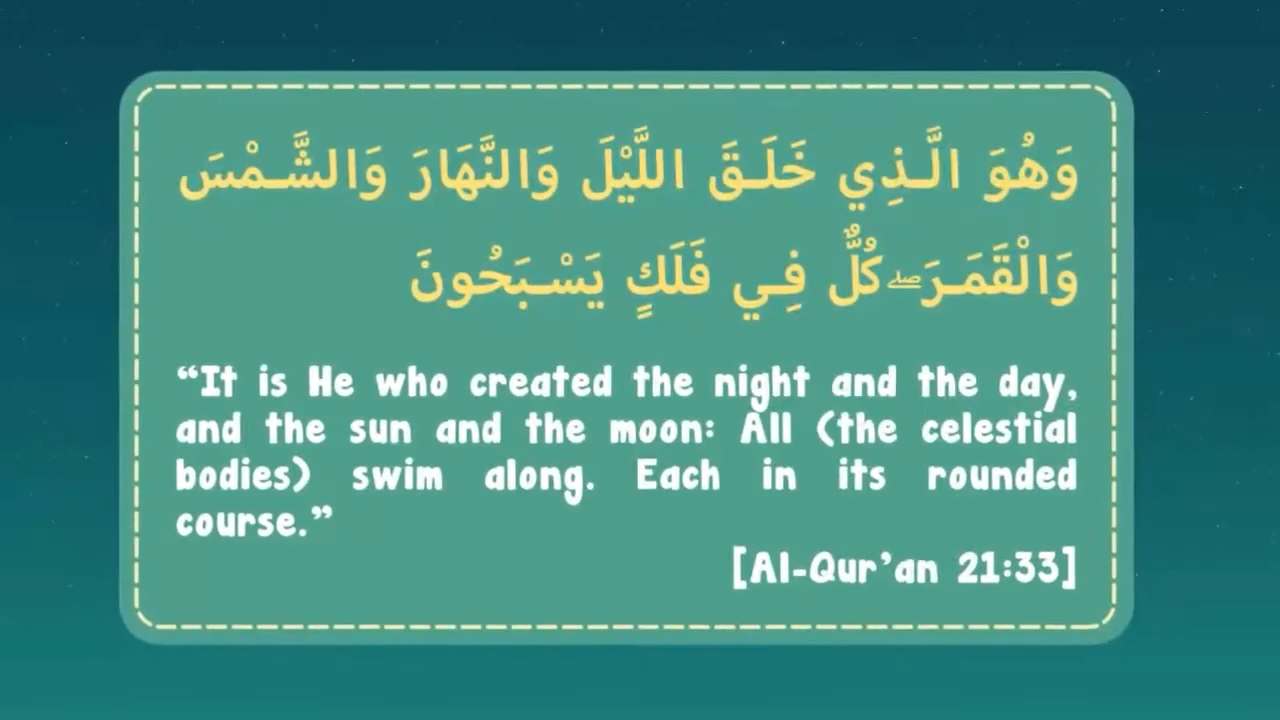 وَهُوَ الَّذِي خَلَقَ اللَّيْلَ وَالنَّهَارَ وَالشَّمْسَ
وَالْقَمَرَ ۖ كُلٌّ فِي فَلَكٍ يَسْبَحُونَ
“It is He who created the night and the day,
and the sun and the moon: All (the celestial
bodies) swim along. Each in its rounded
course.”
[Al-Qur’an 21:33]